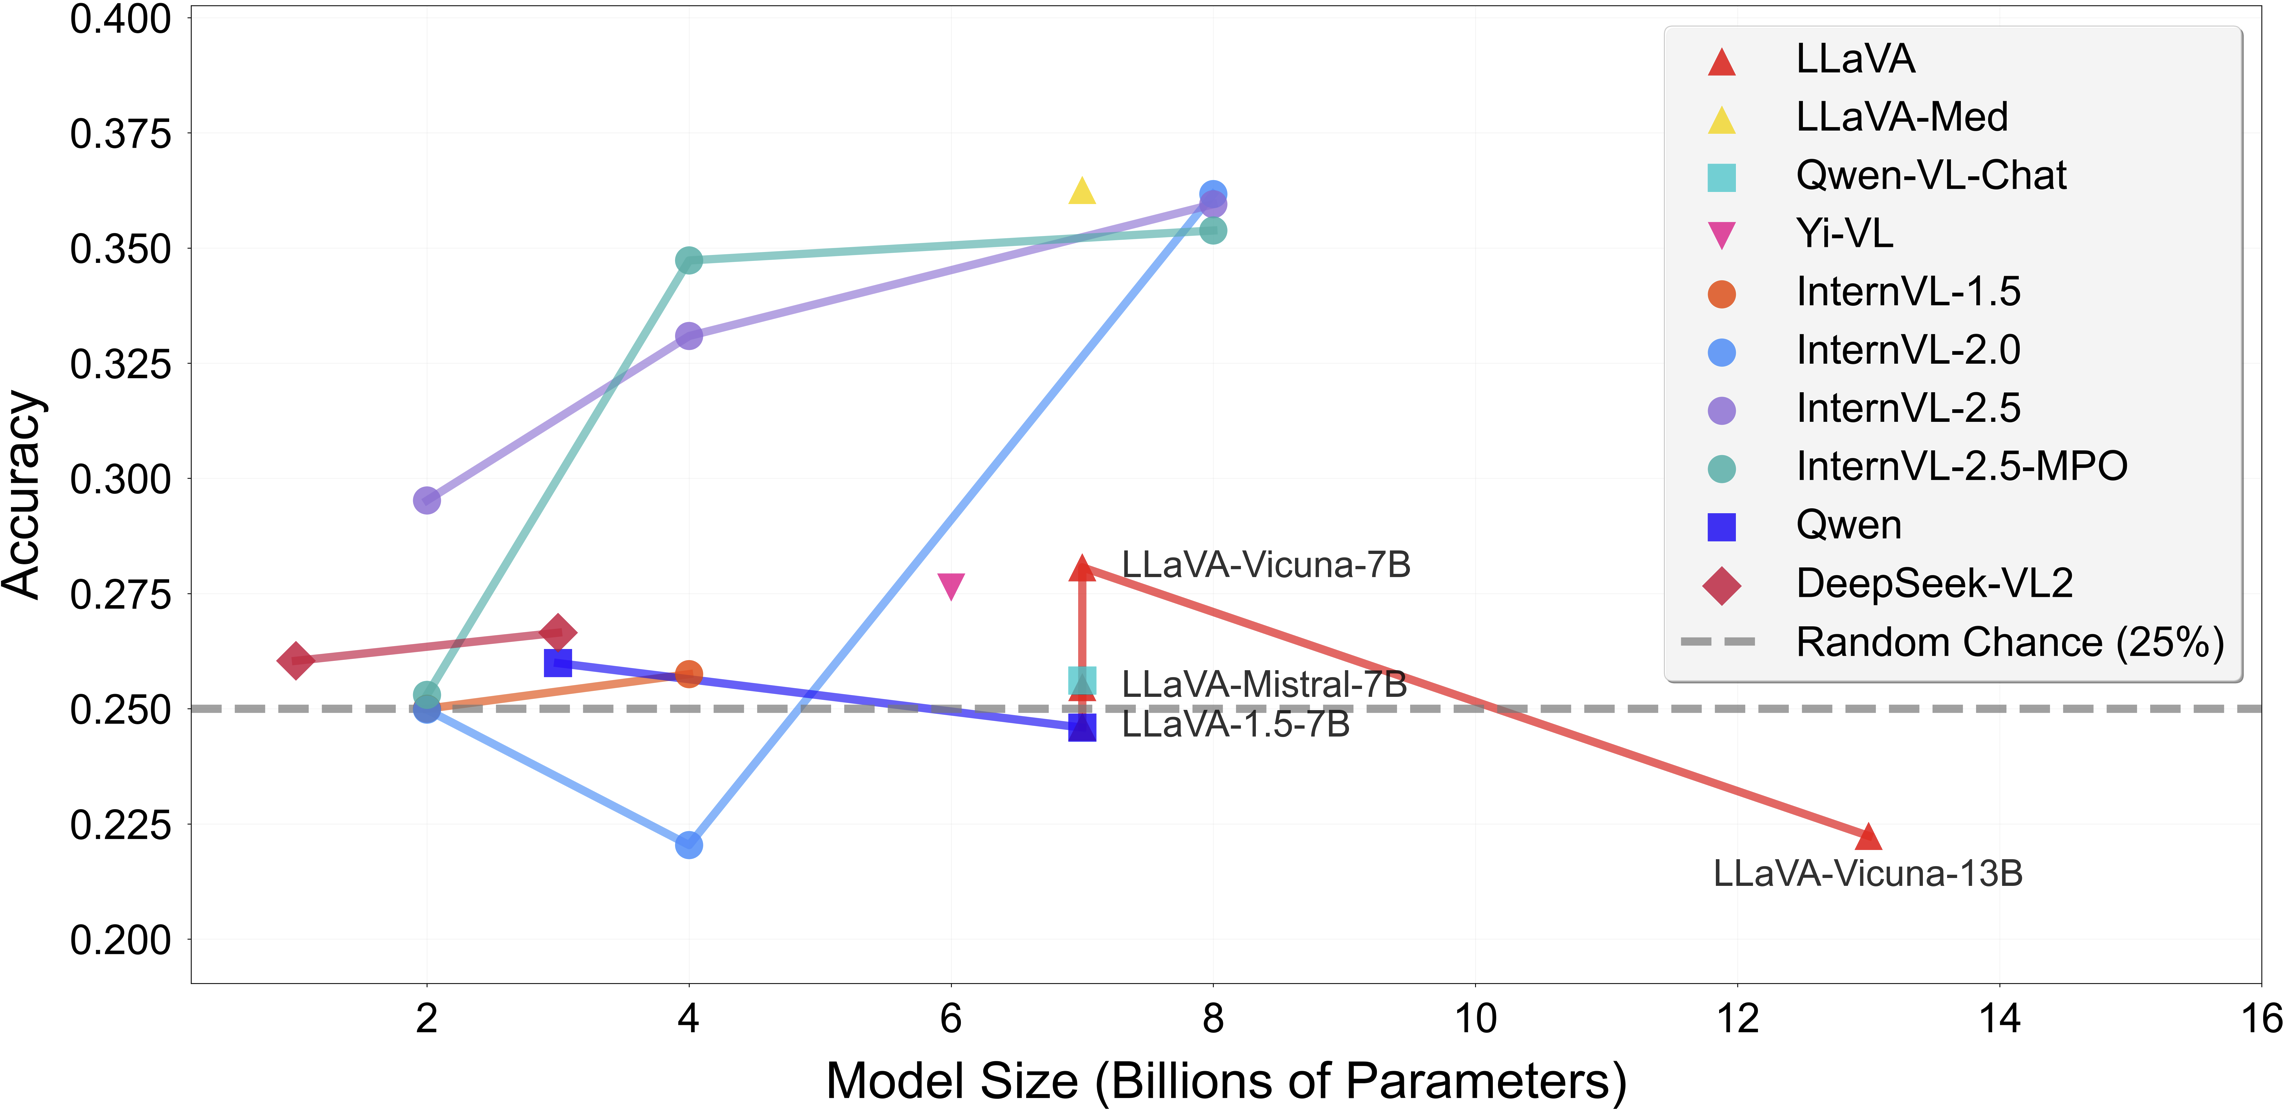 0.400
0.375
0.350
0.325
0.300
0.275
0.250
0.225
0.200
Accuracy
2
4
6
8
10
12
14
16
Model Size (Billions of Parameters)
LLaVA-Vicuna-7B
LLaVA-Mistral-7B
LLaVA-1.5-7B
LLaVA-Vicuna-13B
LLaVA
LLaVA-Med
Qwen-VL-Chat
Yi-VL
InternVL-1.5
InternVL-2.0
InternVL-2.5
InternVL-2.5-MPO
Qwen
DeepSeek-VL2
Random Chance (25%)